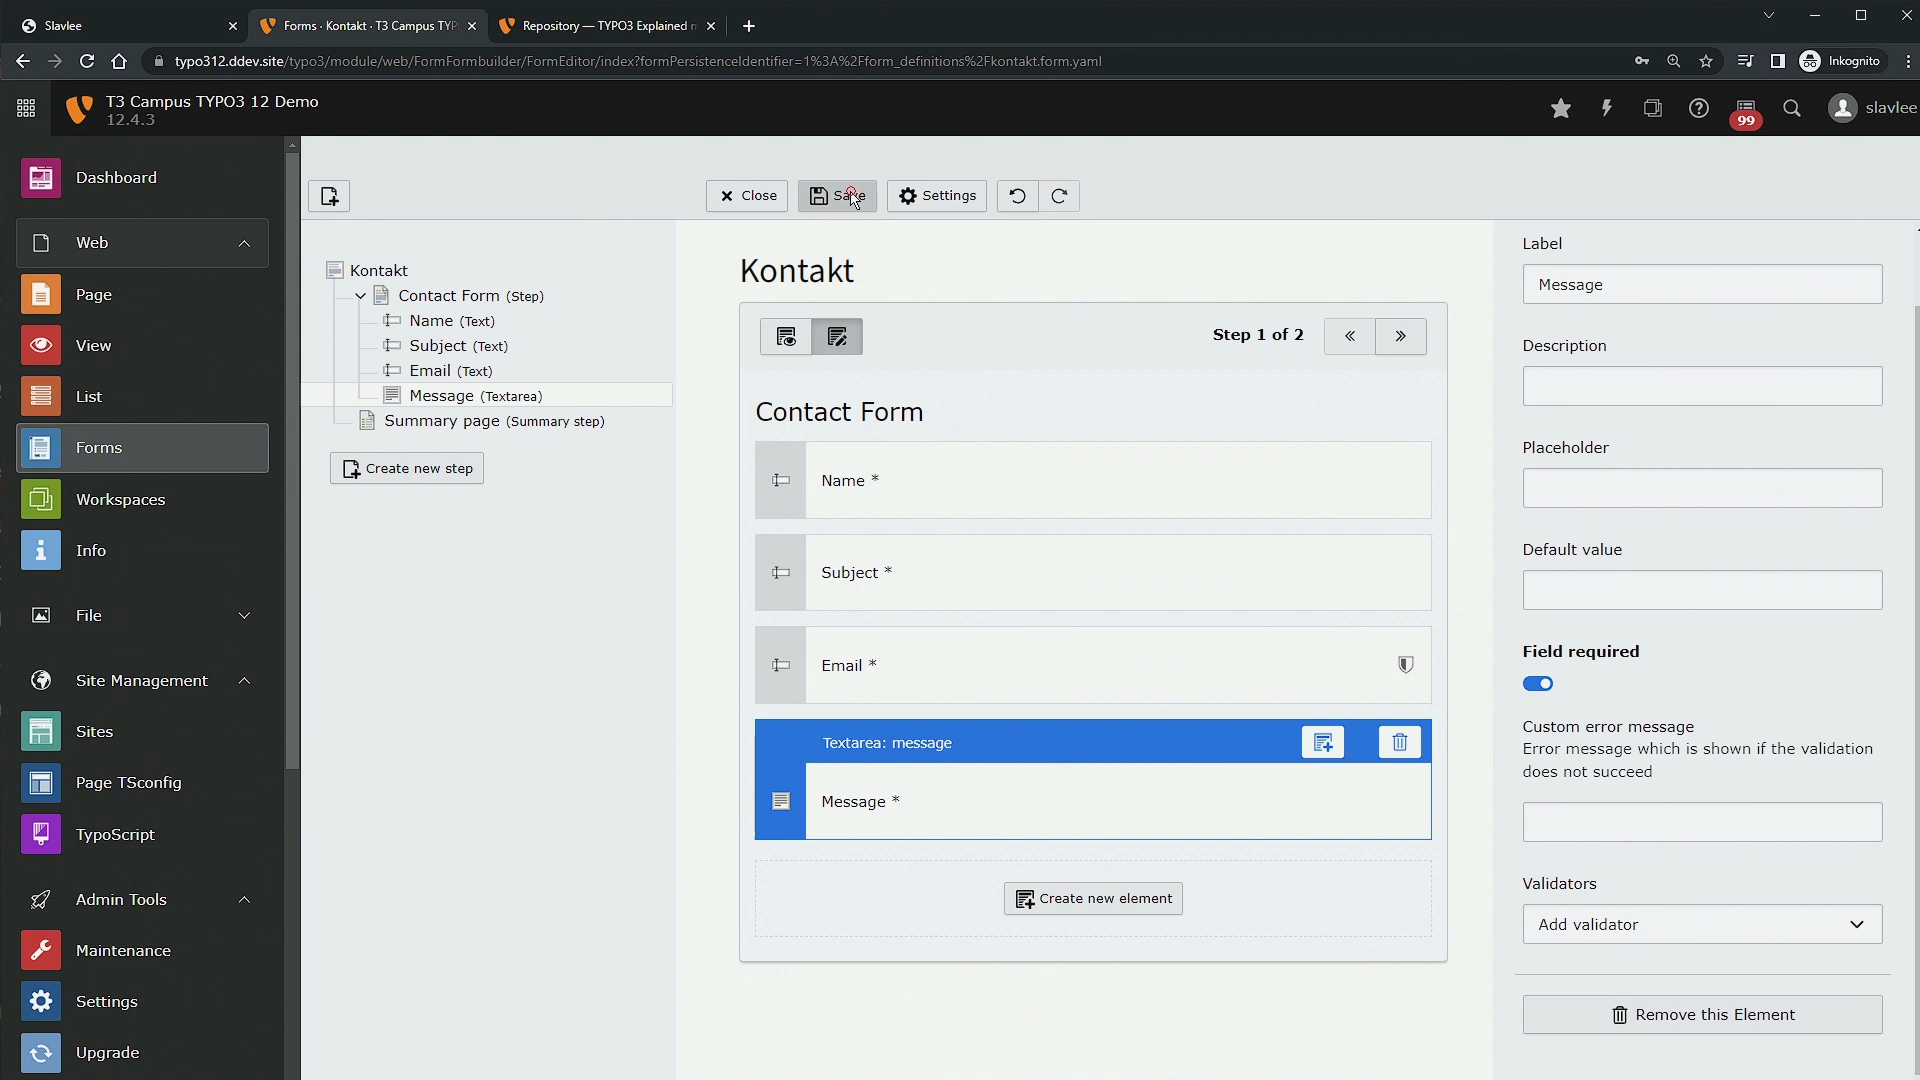 Slavlee
Forms · Kontakt · T3 Campus TYP
Repository — TYPO3 Explained m
typo312.ddev.site/typo3/module/web/FormFormbuilder/FormEditor/index?formPersistenceIdentifier=1%3A%2Fform_definitions%2Fkontakt.form.yaml
Inkognito
T3 Campus TYPO3 12 Demo
12.4.3
99
slavlee
Dashboard
Web
Page
View
List
Forms
Workspaces
Info
File
Site Management
Sites
Page TSconfig
TypoScript
Admin Tools
Maintenance
Settings
Upgrade
Close
Save
Settings
Kontakt
Contact Form (Step)
Name (Text)
Subject (Text)
Email (Text)
Message (Textarea)
Summary page (Summary step)
Create new step
Kontakt
Step 1 of 2
Contact Form
Name *
Subject *
Email *
Textarea: message
Message *
Create new element
Label
Message
Description
Placeholder
Default value
Field required
Custom error message
Error message which is shown if the validation
does not succeed
Validators
Add validator
Remove this Element